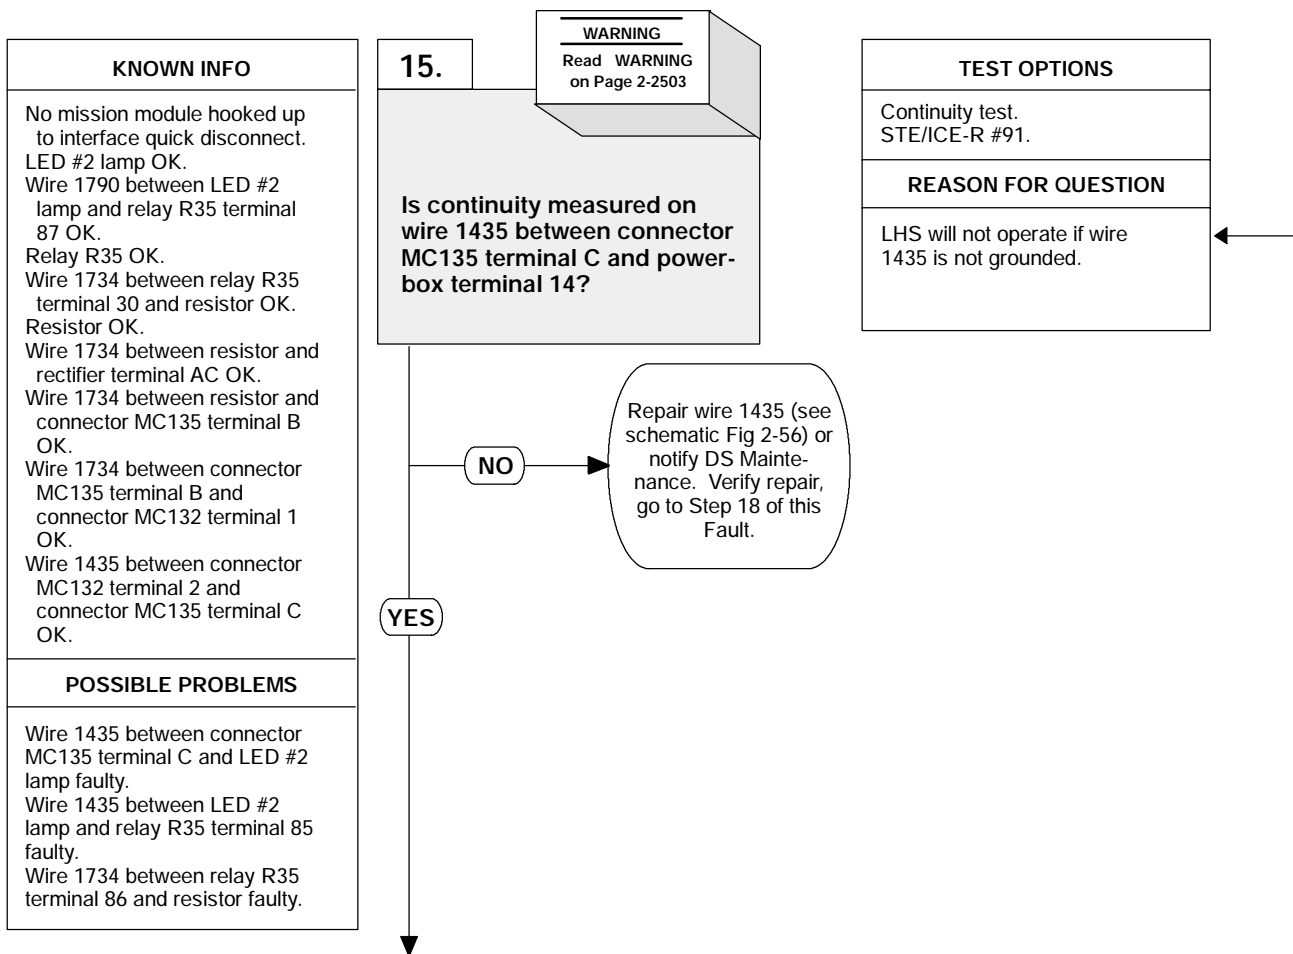 KNOWN INFO
No mission module hooked up
to interface quick disconnect.
LED #2 lamp OK.
Wire 1790 between LED #2
lamp and relay R35 terminal
87 OK.
Relay R35 OK.
Wire 1734 between relay R35
terminal 30 and resistor OK.
Resistor OK.
Wire 1734 between resistor and
rectifier terminal AC OK.
Wire 1734 between resistor and
connector MC135 terminal B
OK.
Wire 1734 between connector
MC135 terminal B and
connector MC132 terminal 1
OK.
Wire 1435 between connector
MC132 terminal 2 and
connector MC135 terminal C
OK.
POSSIBLE PROBLEMS
Wire 1435 between connector
MC135 terminal C and LED #2
lamp faulty.
Wire 1435 between LED #2
lamp and relay R35 terminal 85
faulty.
Wire 1734 between relay R35
terminal 86 and resistor faulty.
15.
WARNING
Read WARNING
on Page 2-2503
Is continuity measured on
wire 1435 between connector
MC135 terminal C and power-
box terminal 14?
NO
Repair wire 1435 (see
schematic Fig 2-56) or
notify DS Mainte-
nance. Verify repair,
go to Step 18 of this
Fault.
YES
TEST OPTIONS
Continuity test.
STE/ICE-R #91.
REASON FOR QUESTION
LHS will not operate if wire
1435 is not grounded.